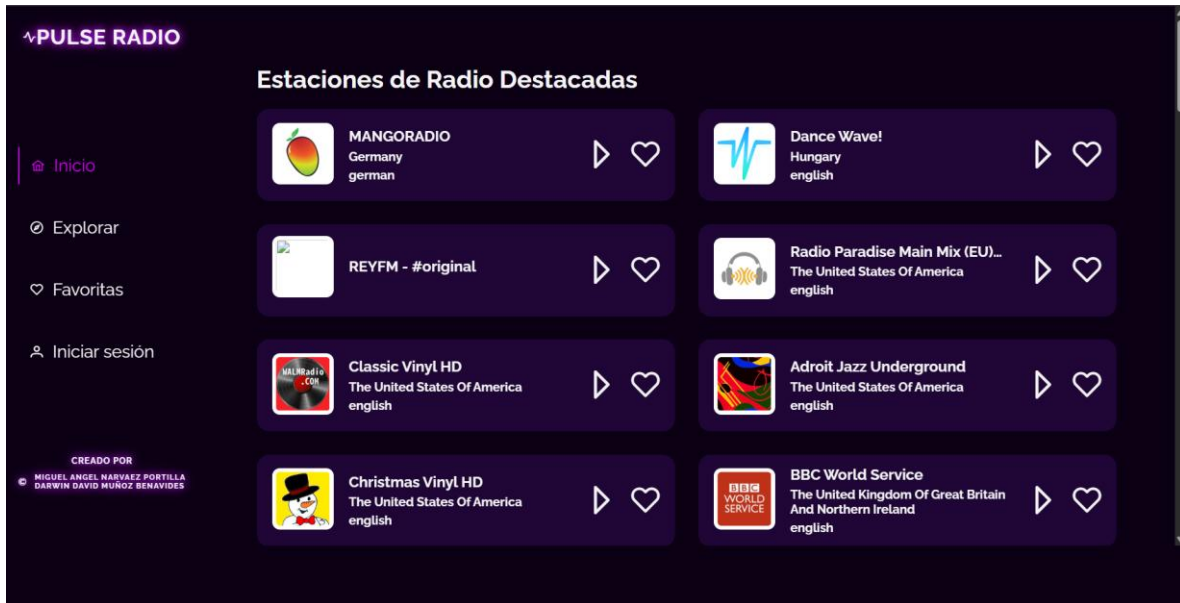 PULSE RADIO
Estaciones de Radio Destacadas
Inicio
Explorar
Favoritas
Iniciar sesión
CREADO POR
© MIGUEL ANGEL NARVAEZ PORTILLA
DARWIN DAVID MUÑOZ BENAVIDES
MANGORADIO
Germany
german
Dance Wave!
Hungary
english
REYFM - #original
Radio Paradise Main Mix (EU)...
The United States Of America
english
WALMRadio
.COM
Classic Vinyl HD
The United States Of America
english
Adroit Jazz Underground
The United States Of America
english
Christmas Vinyl HD
The United States Of America
english
BBC
WORLD
SERVICE
BBC World Service
The United Kingdom Of Great Britain
And Northern Ireland
english